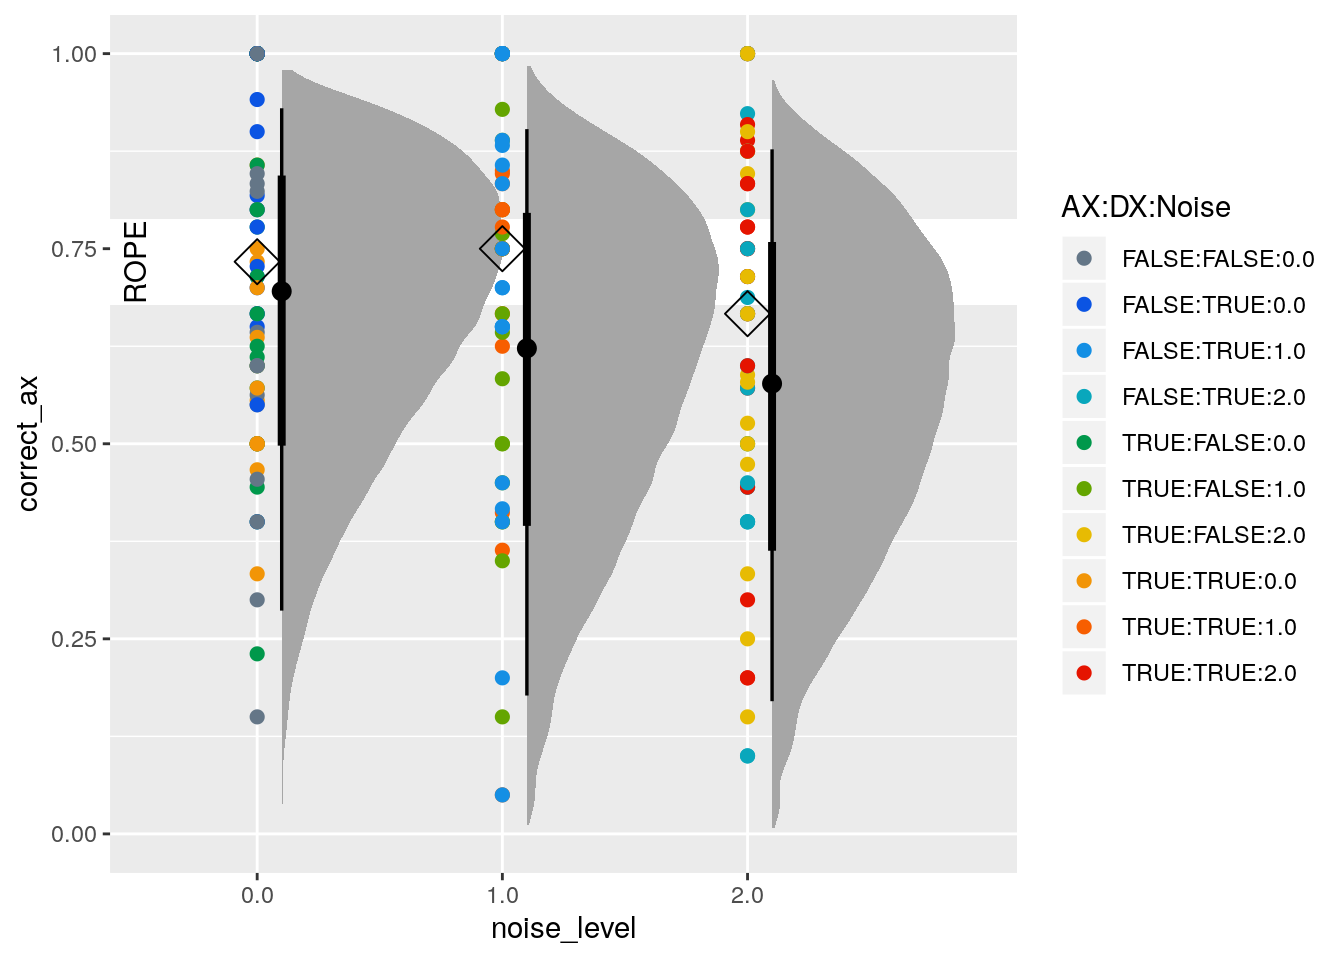 1.00
0.75
0.50
0.25
0.00
correct_ax
ROPE
0.0
1.0
2.0
noise_level
AX:DX:Noise
FALSE:FALSE:0.0
FALSE:TRUE:0.0
FALSE:TRUE:1.0
FALSE:TRUE:2.0
TRUE:FALSE:0.0
TRUE:FALSE:1.0
TRUE:FALSE:2.0
TRUE:TRUE:0.0
TRUE:TRUE:1.0
TRUE:TRUE:2.0